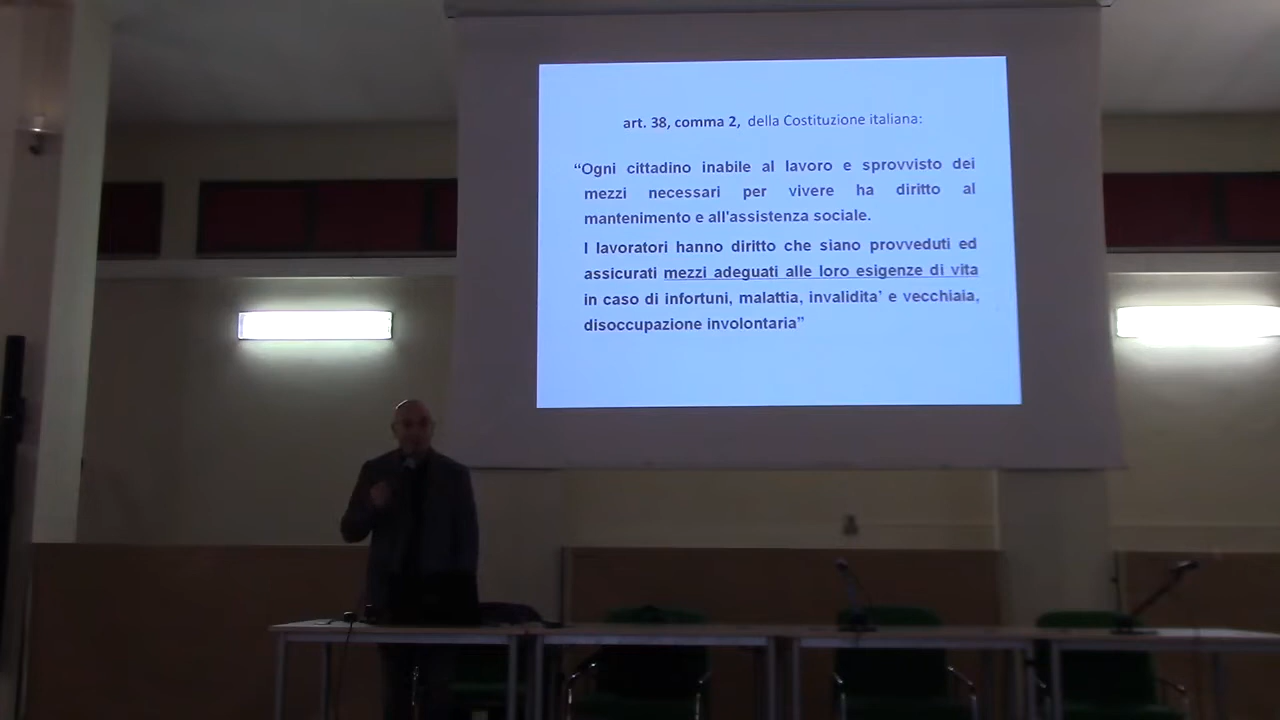 art. 38, comma 2, della Costituzione italiana:
“Ogni cittadino inabile al lavoro e sprovvisto dei
mezzi necessari per vivere ha diritto al
mantenimento e all'assistenza sociale.
I lavoratori hanno diritto che siano provveduti ed
assicurati mezzi adeguati alle loro esigenze di vita
in caso di infortuni, malattia, invalidita’ e vecchiaia,
disoccupazione involontaria”